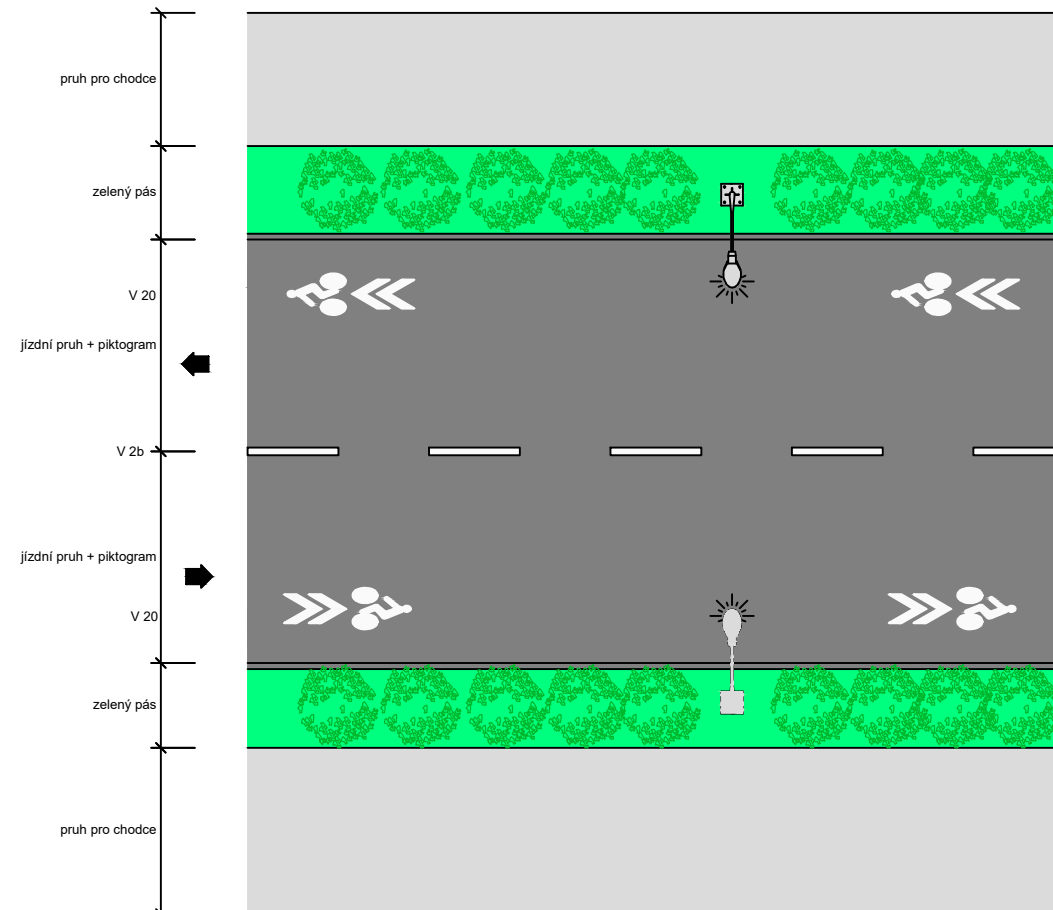 pruh pro chodce
zelený pás
V 20
jízdní pruh + piktogram
V 2b
jízdní pruh + piktogram
V 20
zelený pás
pruh pro chodce